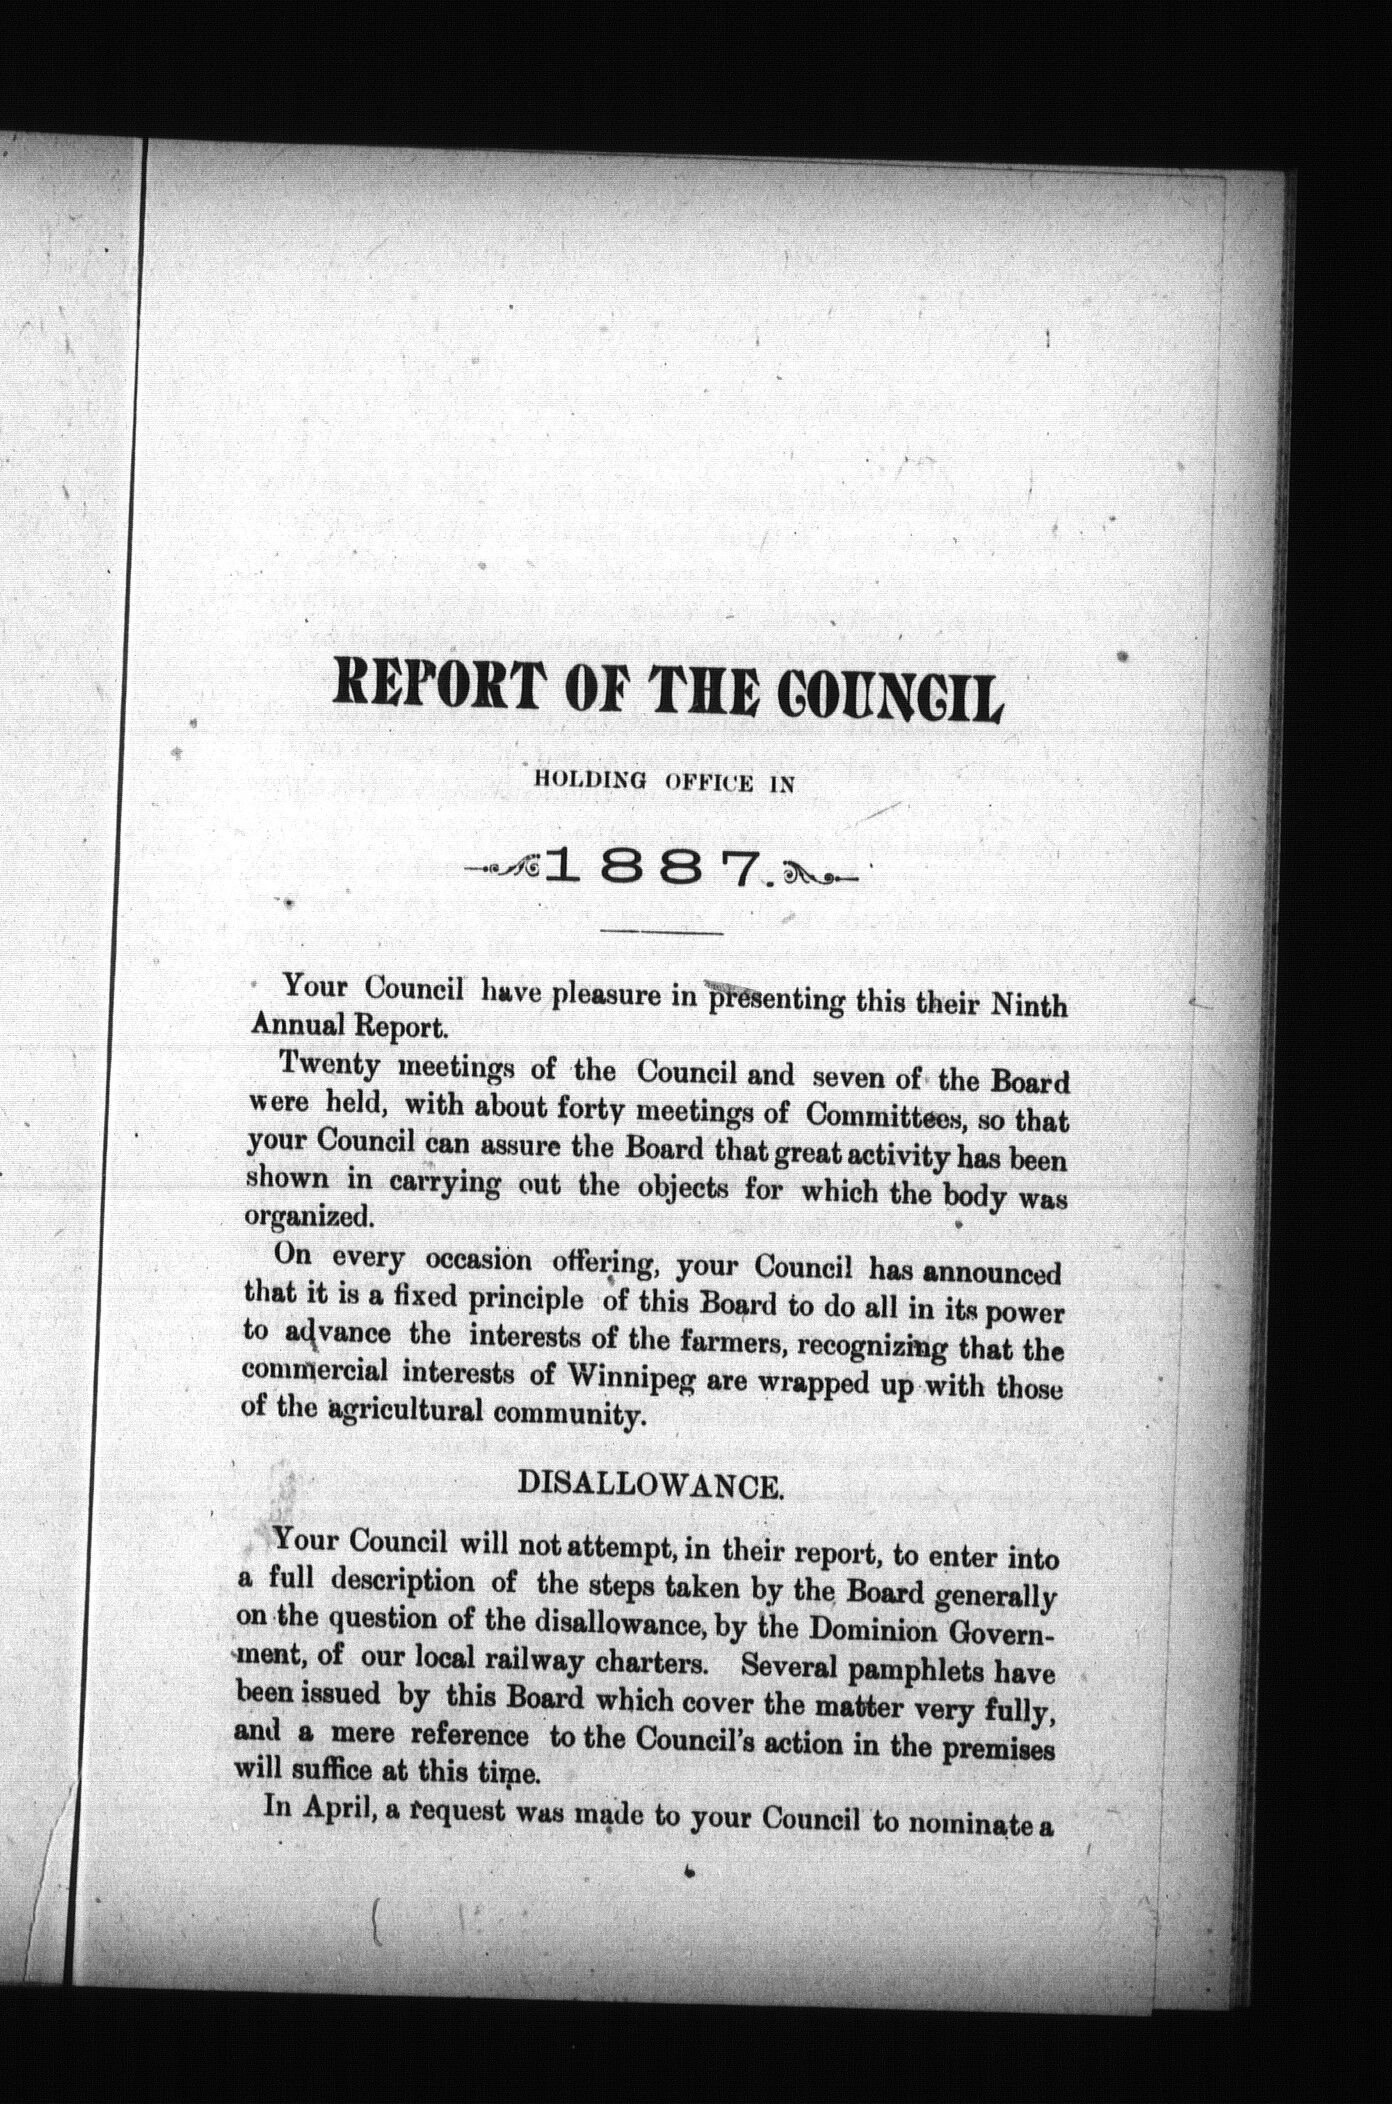 REPORT OF THE COUNCIL
HOLDING OFFICE IN
1887.
Your Council have pleasure in presenting this their Ninth
Annual Report.
Twenty meetings of the Council and seven of the Board
were held, with about forty meetings of Committees, so that
your Council can assure the Board that great activity has been
shown in carrying out the objects for which the body was
organized.
On every occasion offering, your Council has announced
that it is a fixed principle of this Board to do all in its power
to advance the interests of the farmers, recognizing that the
commercial interests of Winnipeg are wrapped up with those
of the agricultural community.
DISALLOWANCE.
Your Council will not attempt, in their report, to enter into
a full description of the steps taken by the Board generally
on the question of the disallowance, by the Dominion Govern-
ment, of our local railway charters. Several pamphlets have
been issued by this Board which cover the matter very fully,
and a mere reference to the Council's action in the premises
will suffice at this time.
In April, a request was made to your Council to nominate a